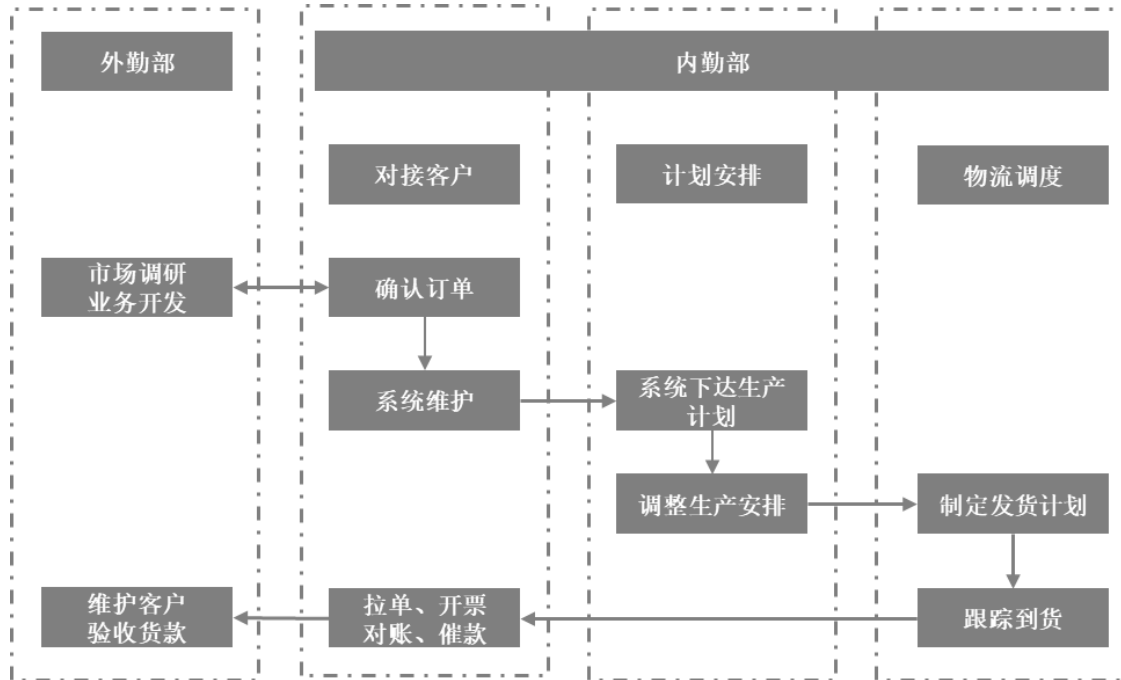 外勤部
内勤部
对接客户
计划安排
物流调度
市场调研
业务开发
确认订单
系统维护
系统下达生产
计划
调整生产安排
制定发货计划
维护客户
验收货款
拉单、开票
对账、催款
跟踪到货